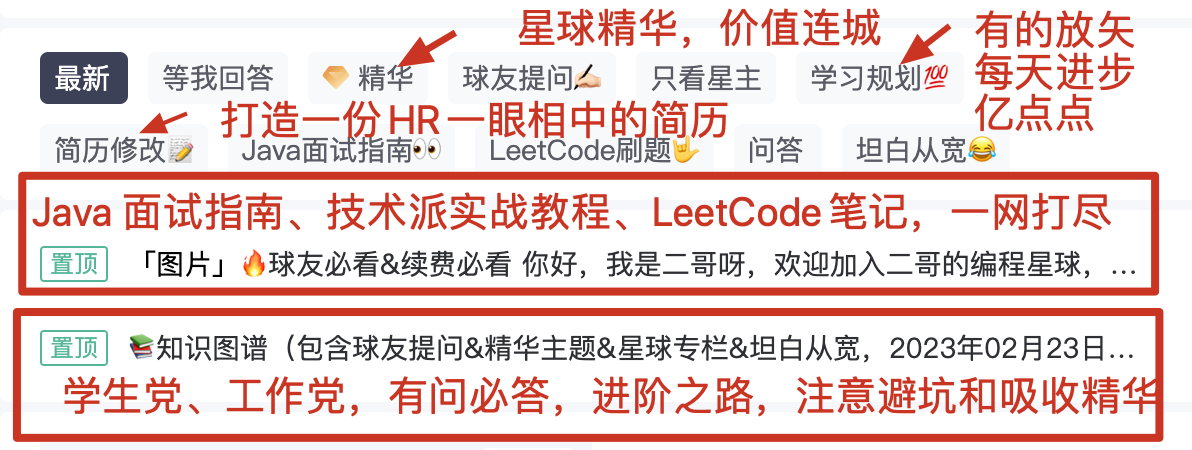 星球精华，价值连城
有的放矢
每天进步
亿点点
最新 等我回答 精华 球友提问 只看星主 学习规划💯
打造一份HR一眼相中的简历
简历修改 Java面试指南 LeetCode刷题 问答 坦白从宽
Java 面试指南、技术派实战教程、LeetCode 笔记，一网打尽
置顶 「图片」🔥球友必看&续费必看 你好，我是二哥呀，欢迎加入二哥的编程星球，...
置顶 📚知识图谱（包含球友提问&精华主题&星球专栏&坦白从宽，2023年02月23日...
学生党、工作党，有问必答，进阶之路，注意避坑和吸收精华